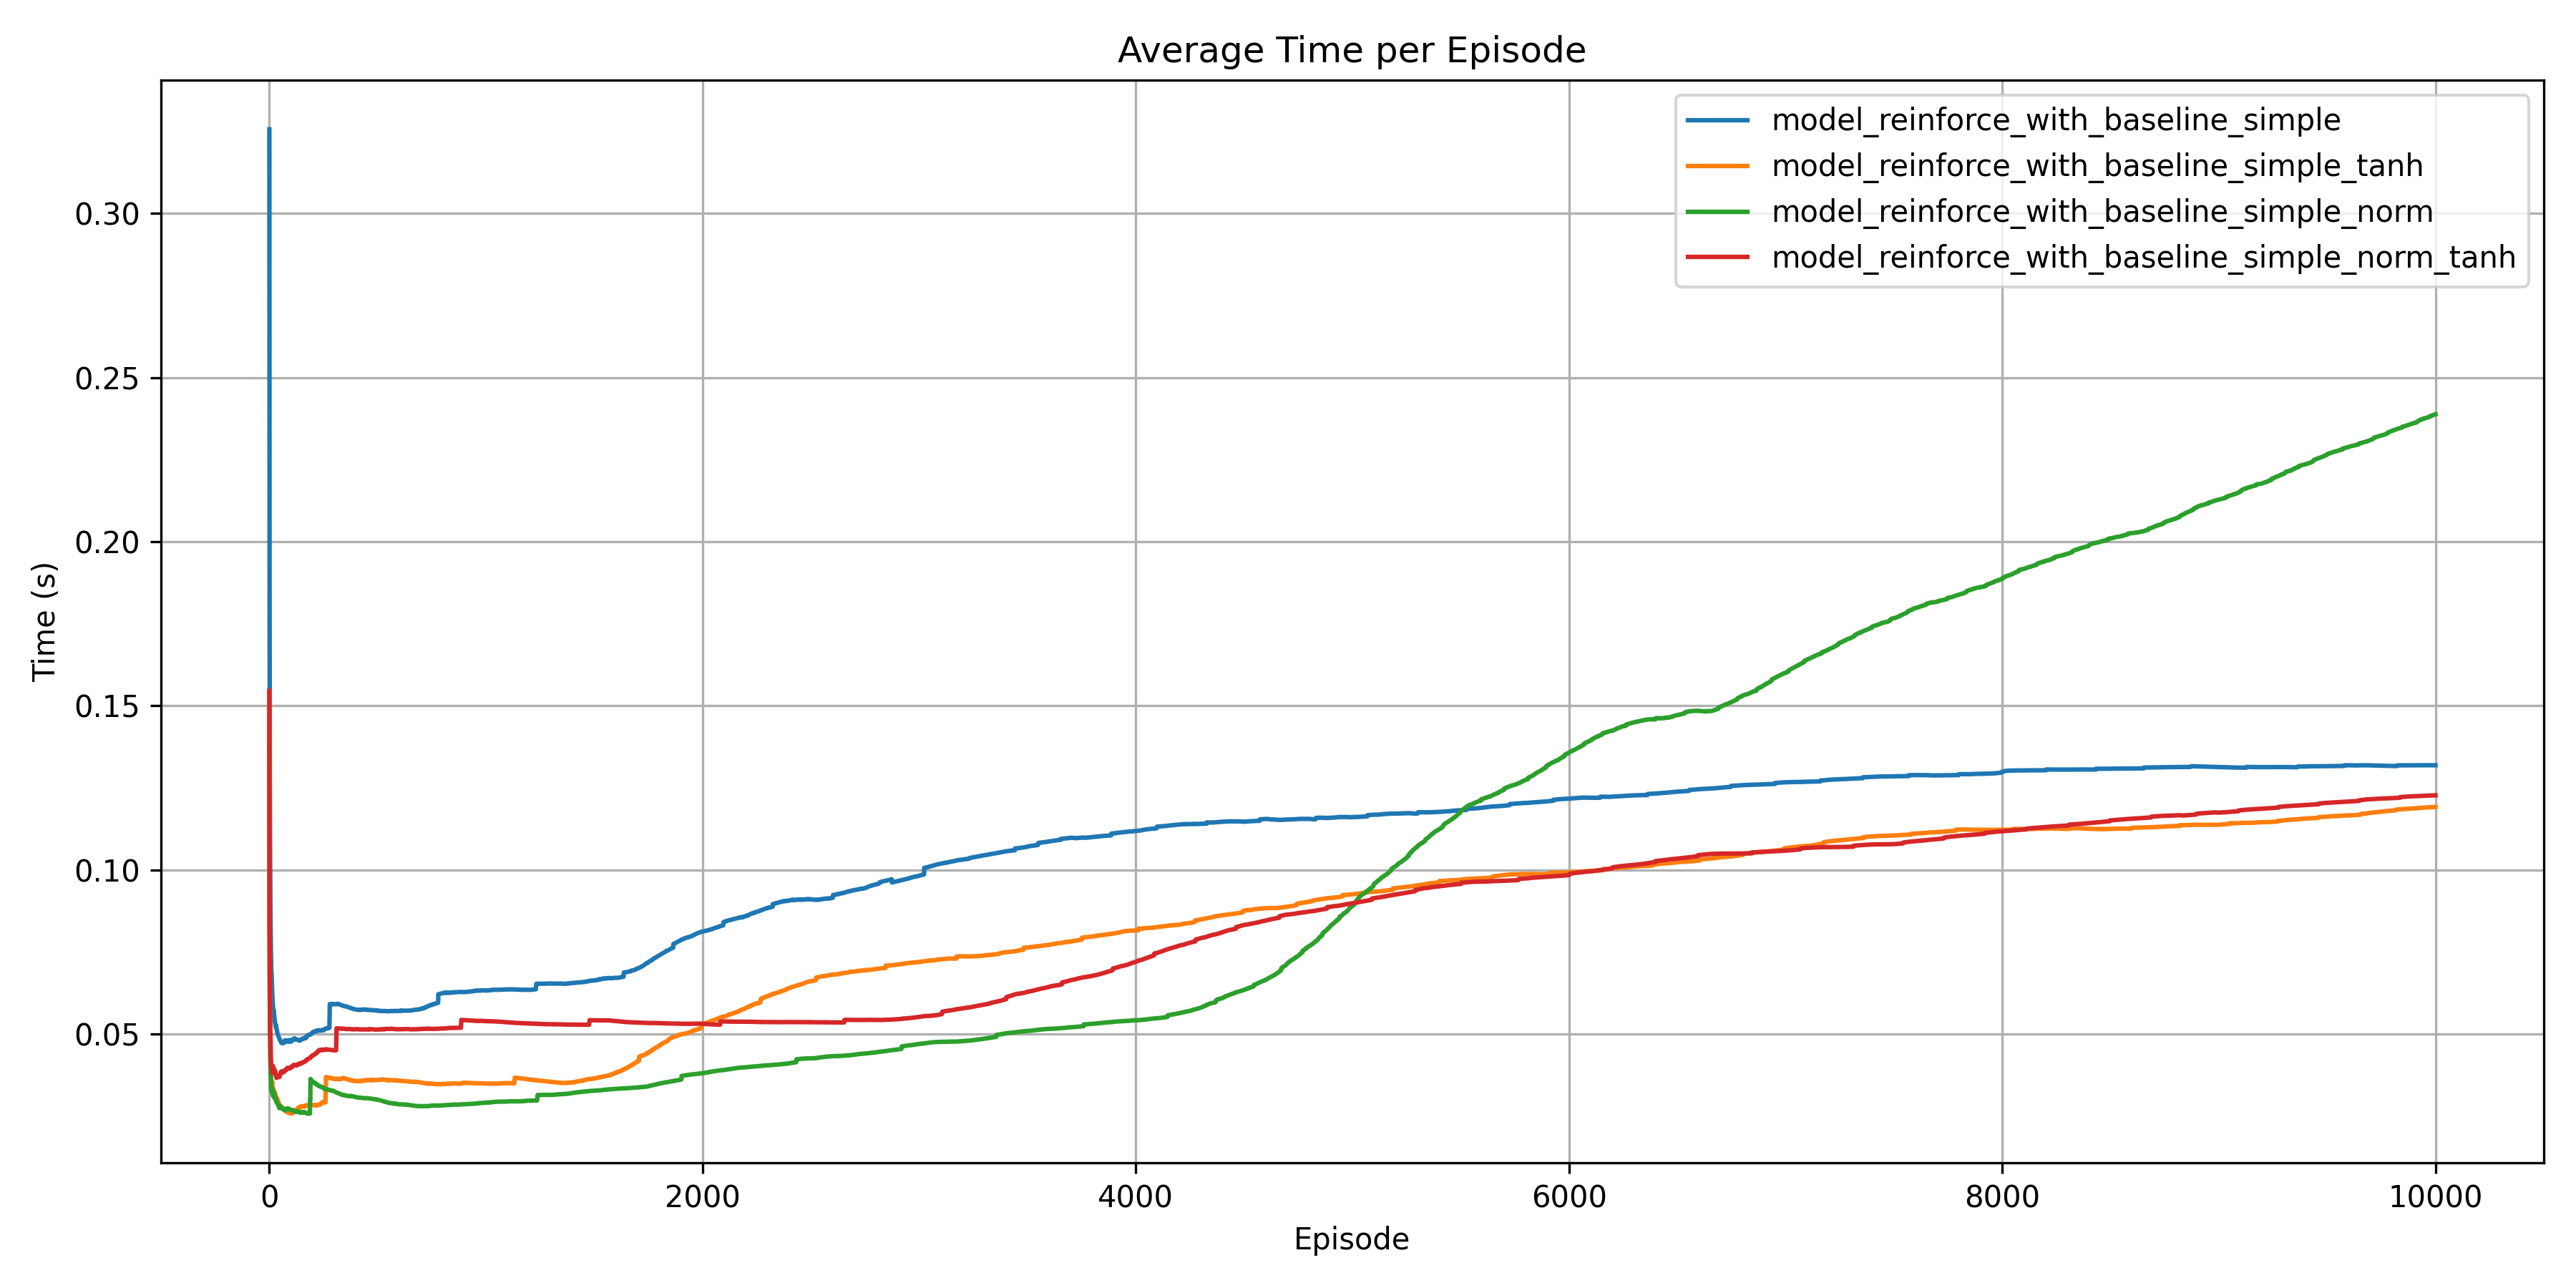 Average Time per Episode
model_reinforce_with_baseline_simple
model_reinforce_with_baseline_simple_tanh
model_reinforce_with_baseline_simple_norm
model_reinforce_with_baseline_simple_norm_tanh
Time (s)
0.30
0.25
0.20
0.15
0.10
0.05
0 2000 4000 6000 8000 10000
Episode